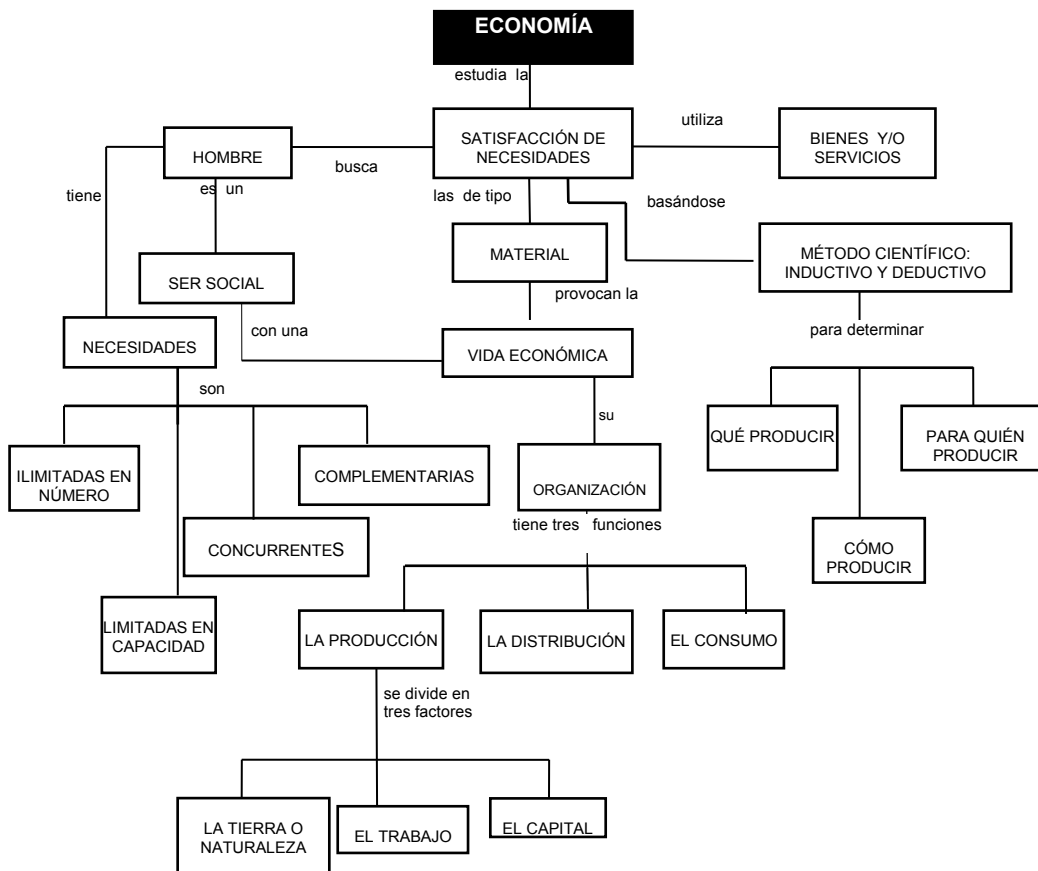 ECONOMÍA
estudia la
utiliza
SATISFACCIÓN DE
NECESIDADES
BIENES Y/O
SERVICIOS
HOMBRE
busca
es un
tiene
las de tipo
basándose
MATERIAL
MÉTODO CIENTÍFICO:
INDUCTIVO Y DEDUCTIVO
SER SOCIAL
provocan la
con una
para determinar
NECESIDADES
VIDA ECONÓMICA
son
su
QUÉ PRODUCIR
PARA QUIÉN
PRODUCIR
ILIMITADAS EN
NÚMERO
COMPLEMENTARIAS
ORGANIZACIÓN
tiene tres funciones
CONCURRENTES
CÓMO
PRODUCIR
LIMITADAS EN
CAPACIDAD
LA PRODUCCIÓN
LA DISTRIBUCIÓN
EL CONSUMO
se divide en
tres factores
LA TIERRA O
NATURALEZA
EL TRABAJO
EL CAPITAL